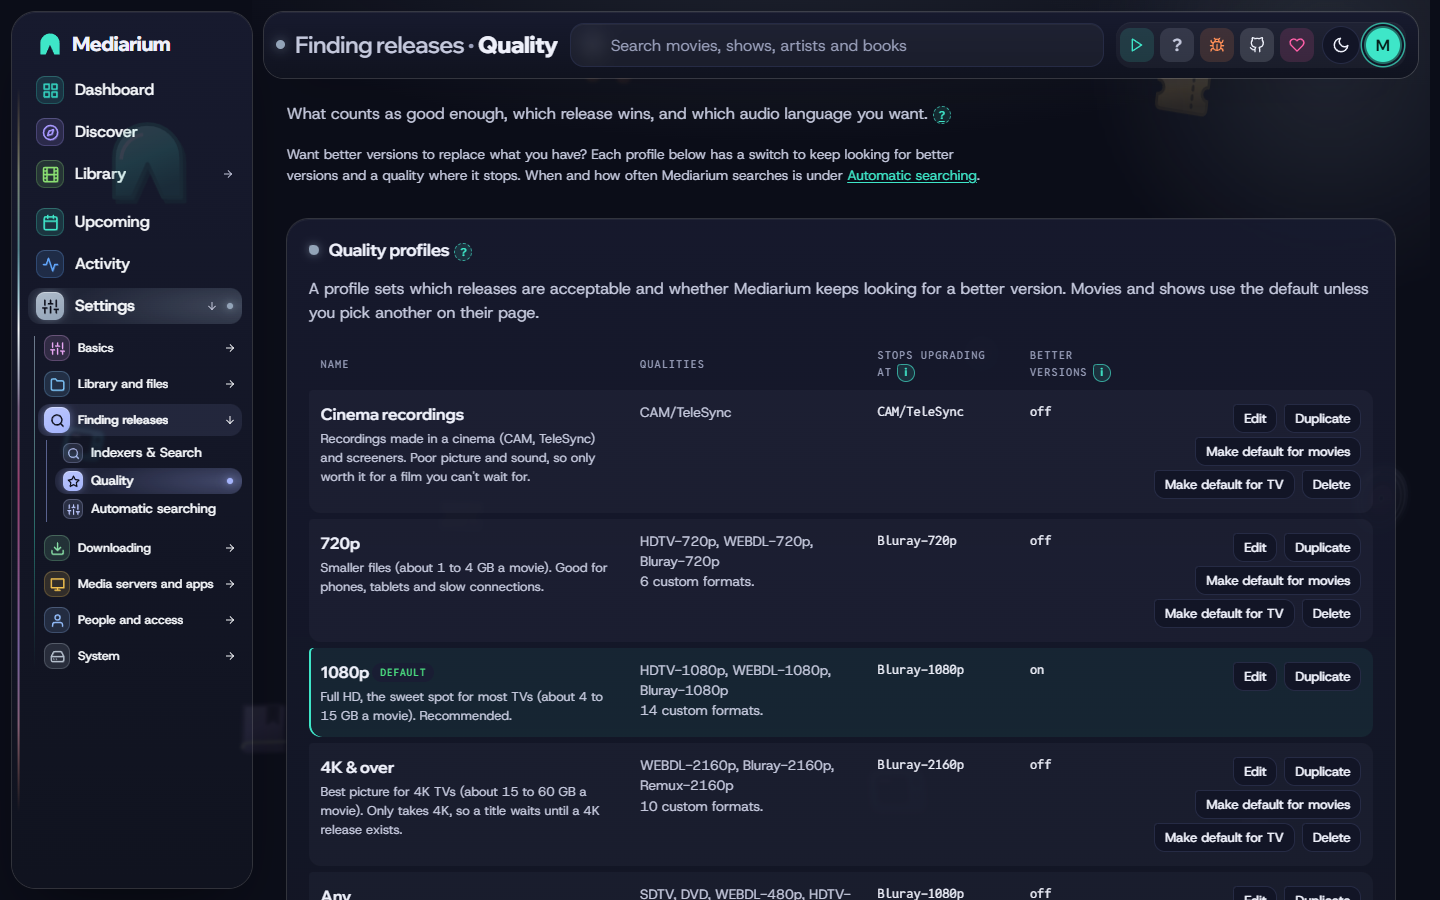 Mediarium
Dashboard
Discover
Library
Upcoming
Activity
Settings
Basics
Library and files
Finding releases
Indexers & Search
Quality
Automatic searching
Downloading
Media servers and apps
People and access
System
Finding releases · Quality
Search movies, shows, artists and books
?
M
What counts as good enough, which release wins, and which audio language you want. ?
Want better versions to replace what you have? Each profile below has a switch to keep looking for better
versions and a quality where it stops. When and how often Mediarium searches is under Automatic searching.
Quality profiles ?
A profile sets which releases are acceptable and whether Mediarium keeps looking for a better version. Movies and shows use the default unless
you pick another on their page.
NAME
QUALITIES
STOPS UPGRADING
AT i
BETTER
VERSIONS i
Cinema recordings
Recordings made in a cinema (CAM, TeleSync)
and screeners. Poor picture and sound, so only
worth it for a film you can't wait for.
CAM/TeleSync
CAM/TeleSync
off
Edit
Duplicate
Make default for movies
Make default for TV
Delete
720p
Smaller files (about 1 to 4 GB a movie). Good for
phones, tablets and slow connections.
HDTV-720p, WEBDL-720p,
Bluray-720p
6 custom formats.
Bluray-720p
off
Edit
Duplicate
Make default for movies
Make default for TV
Delete
1080p DEFAULT
Full HD, the sweet spot for most TVs (about 4 to
15 GB a movie). Recommended.
HDTV-1080p, WEBDL-1080p,
Bluray-1080p
14 custom formats.
Bluray-1080p
on
Edit
Duplicate
4K & over
Best picture for 4K TVs (about 15 to 60 GB a
movie). Only takes 4K, so a title waits until a 4K
release exists.
WEBDL-2160p, Bluray-2160p,
Remux-2160p
10 custom formats.
Bluray-2160p
off
Edit
Duplicate
Make default for movies
Make default for TV
Delete
Any
SDTV, DVD, WEBDL-480p, HDTV-
Bluray-1080p
off
Edit
Duplicate